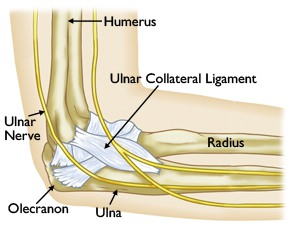 Humerus
Ulnar Collateral Ligament
Ulnar
Nerve
Radius
Olecranon
Ulna